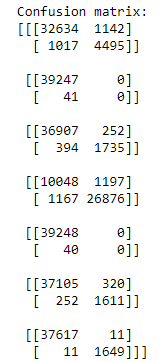 Confusion matrix:
[[[32634 1142]
[ 1017 4495]]
[[39247 0]
[ 41 0]]
[[36907 252]
[ 394 1735]]
[[10048 1197]
[ 1167 26876]]
[[39248 0]
[ 40 0]]
[[37105 320]
[ 252 1611]]
[[37617 11]
[ 11 1649]]]